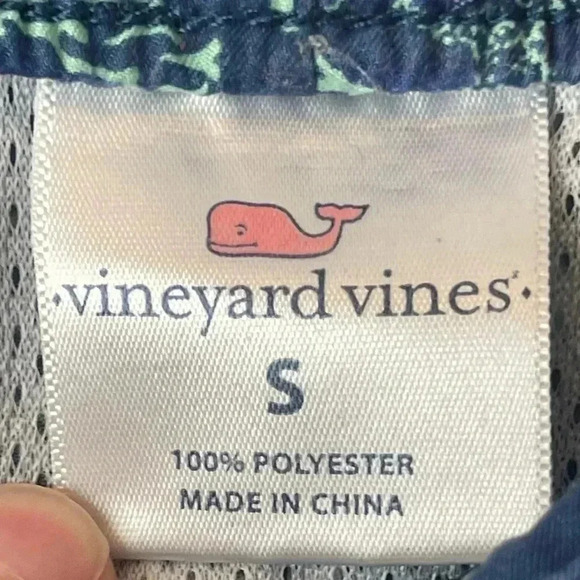 ·vineyard vines·
S
100% POLYESTER
MADE IN CHINA